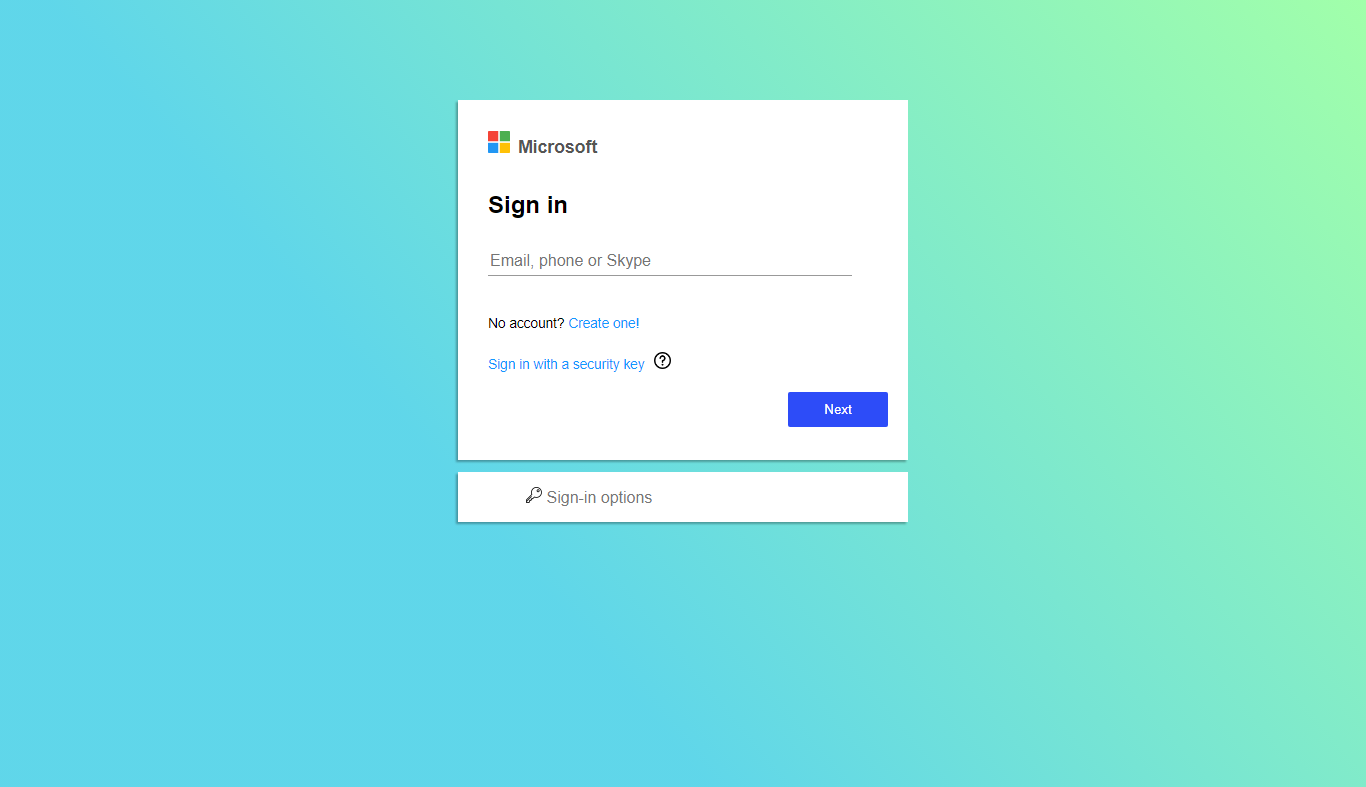 Microsoft
Sign in
Email, phone or Skype
No account? Create one!
Sign in with a security key
Next
Sign-in options